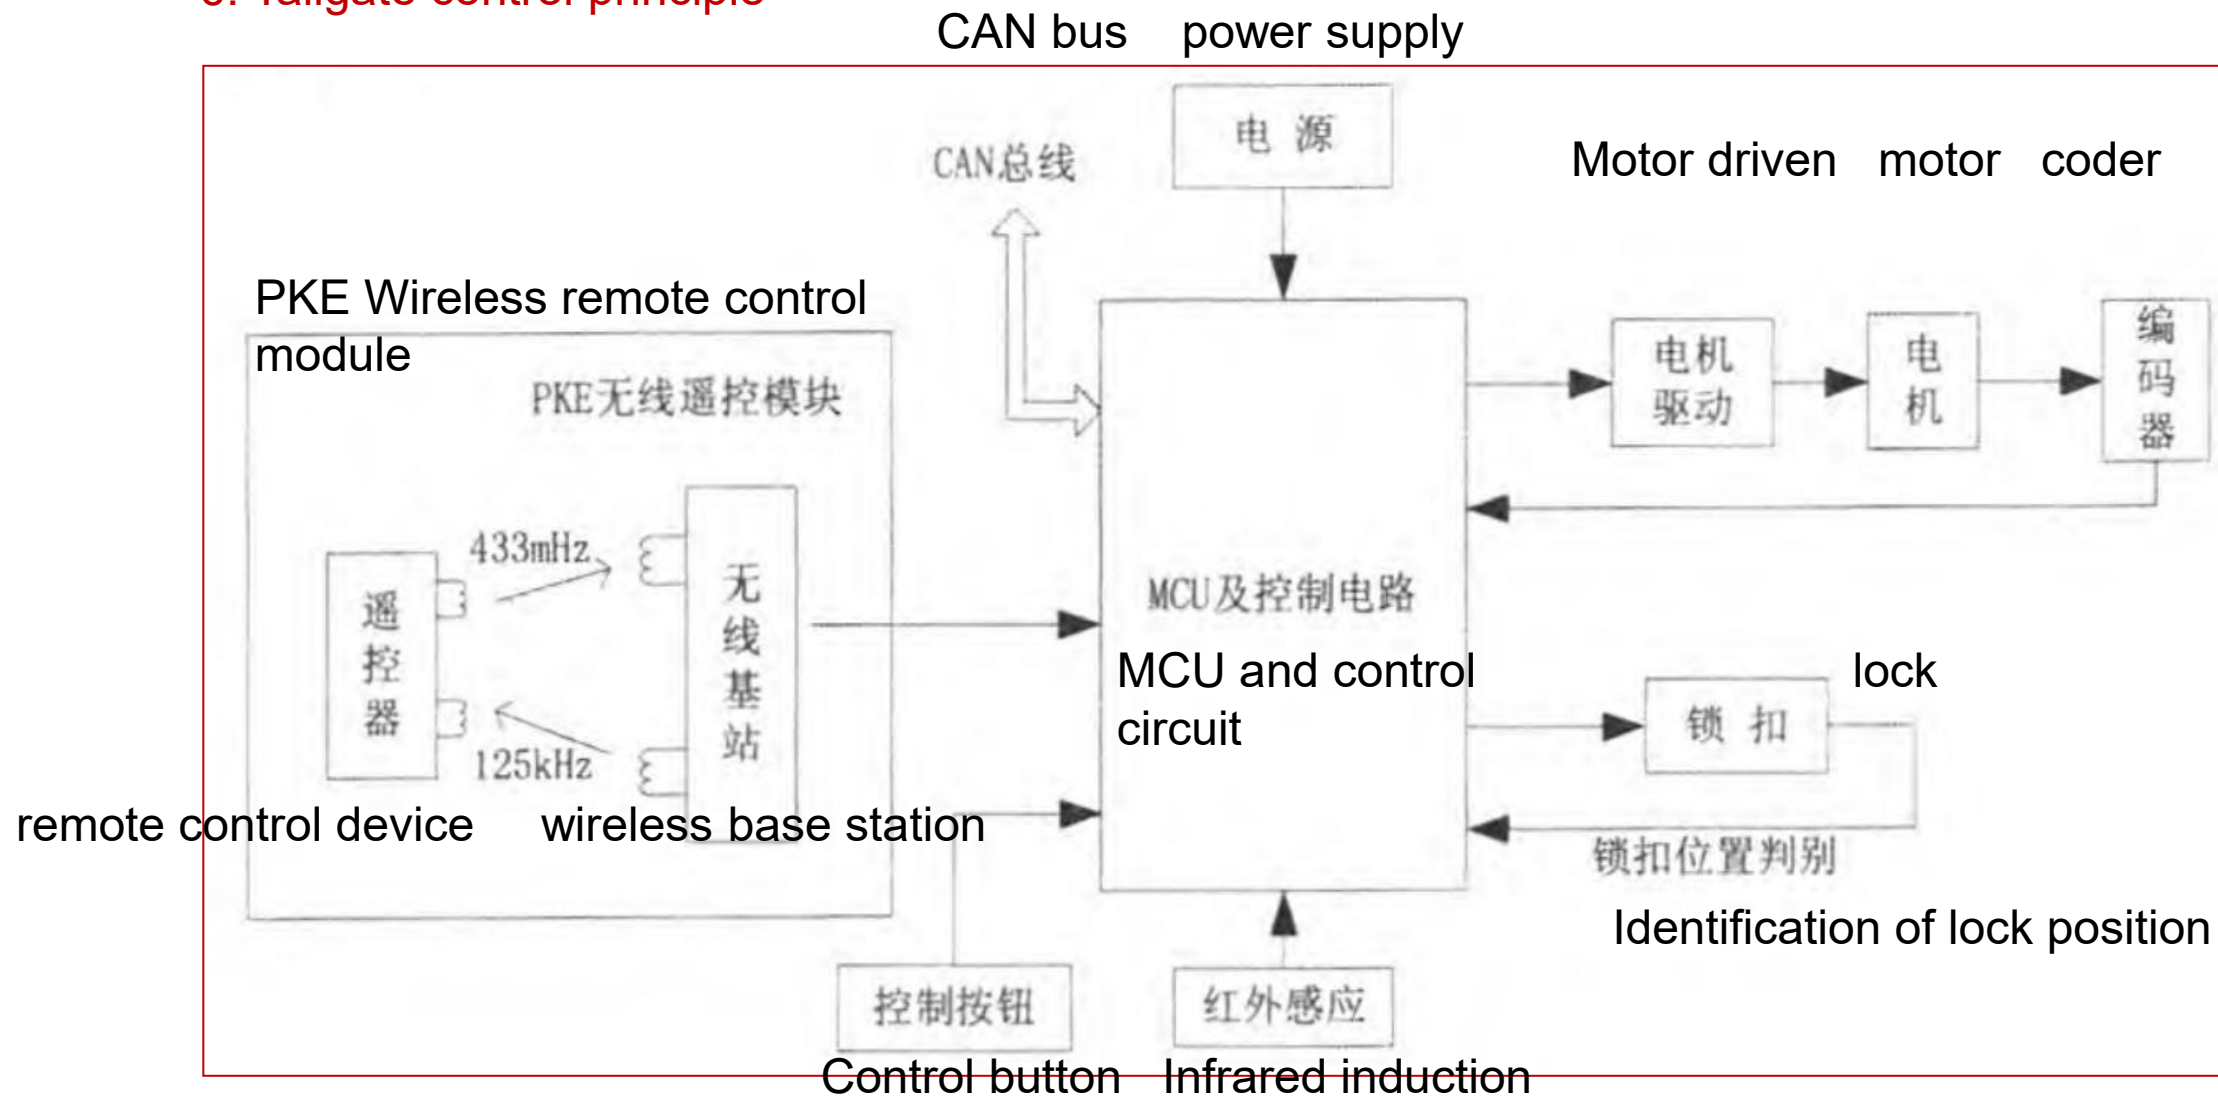 Tailgate control principle
CAN bus power supply
电 源
CAN总线
Motor driven motor coder
PKE Wireless remote control
module
PKE无线遥控模块
电机
驱动
电
机
编
码
器
433mHz
遥
控
器
125kHz
无
线
基
站
MCU及控制电路
MCU and control
circuit
lock
锁 扣
remote control device wireless base station
锁扣位置判别
Identification of lock position
控制按钮
红外感应
Control button Infrared induction